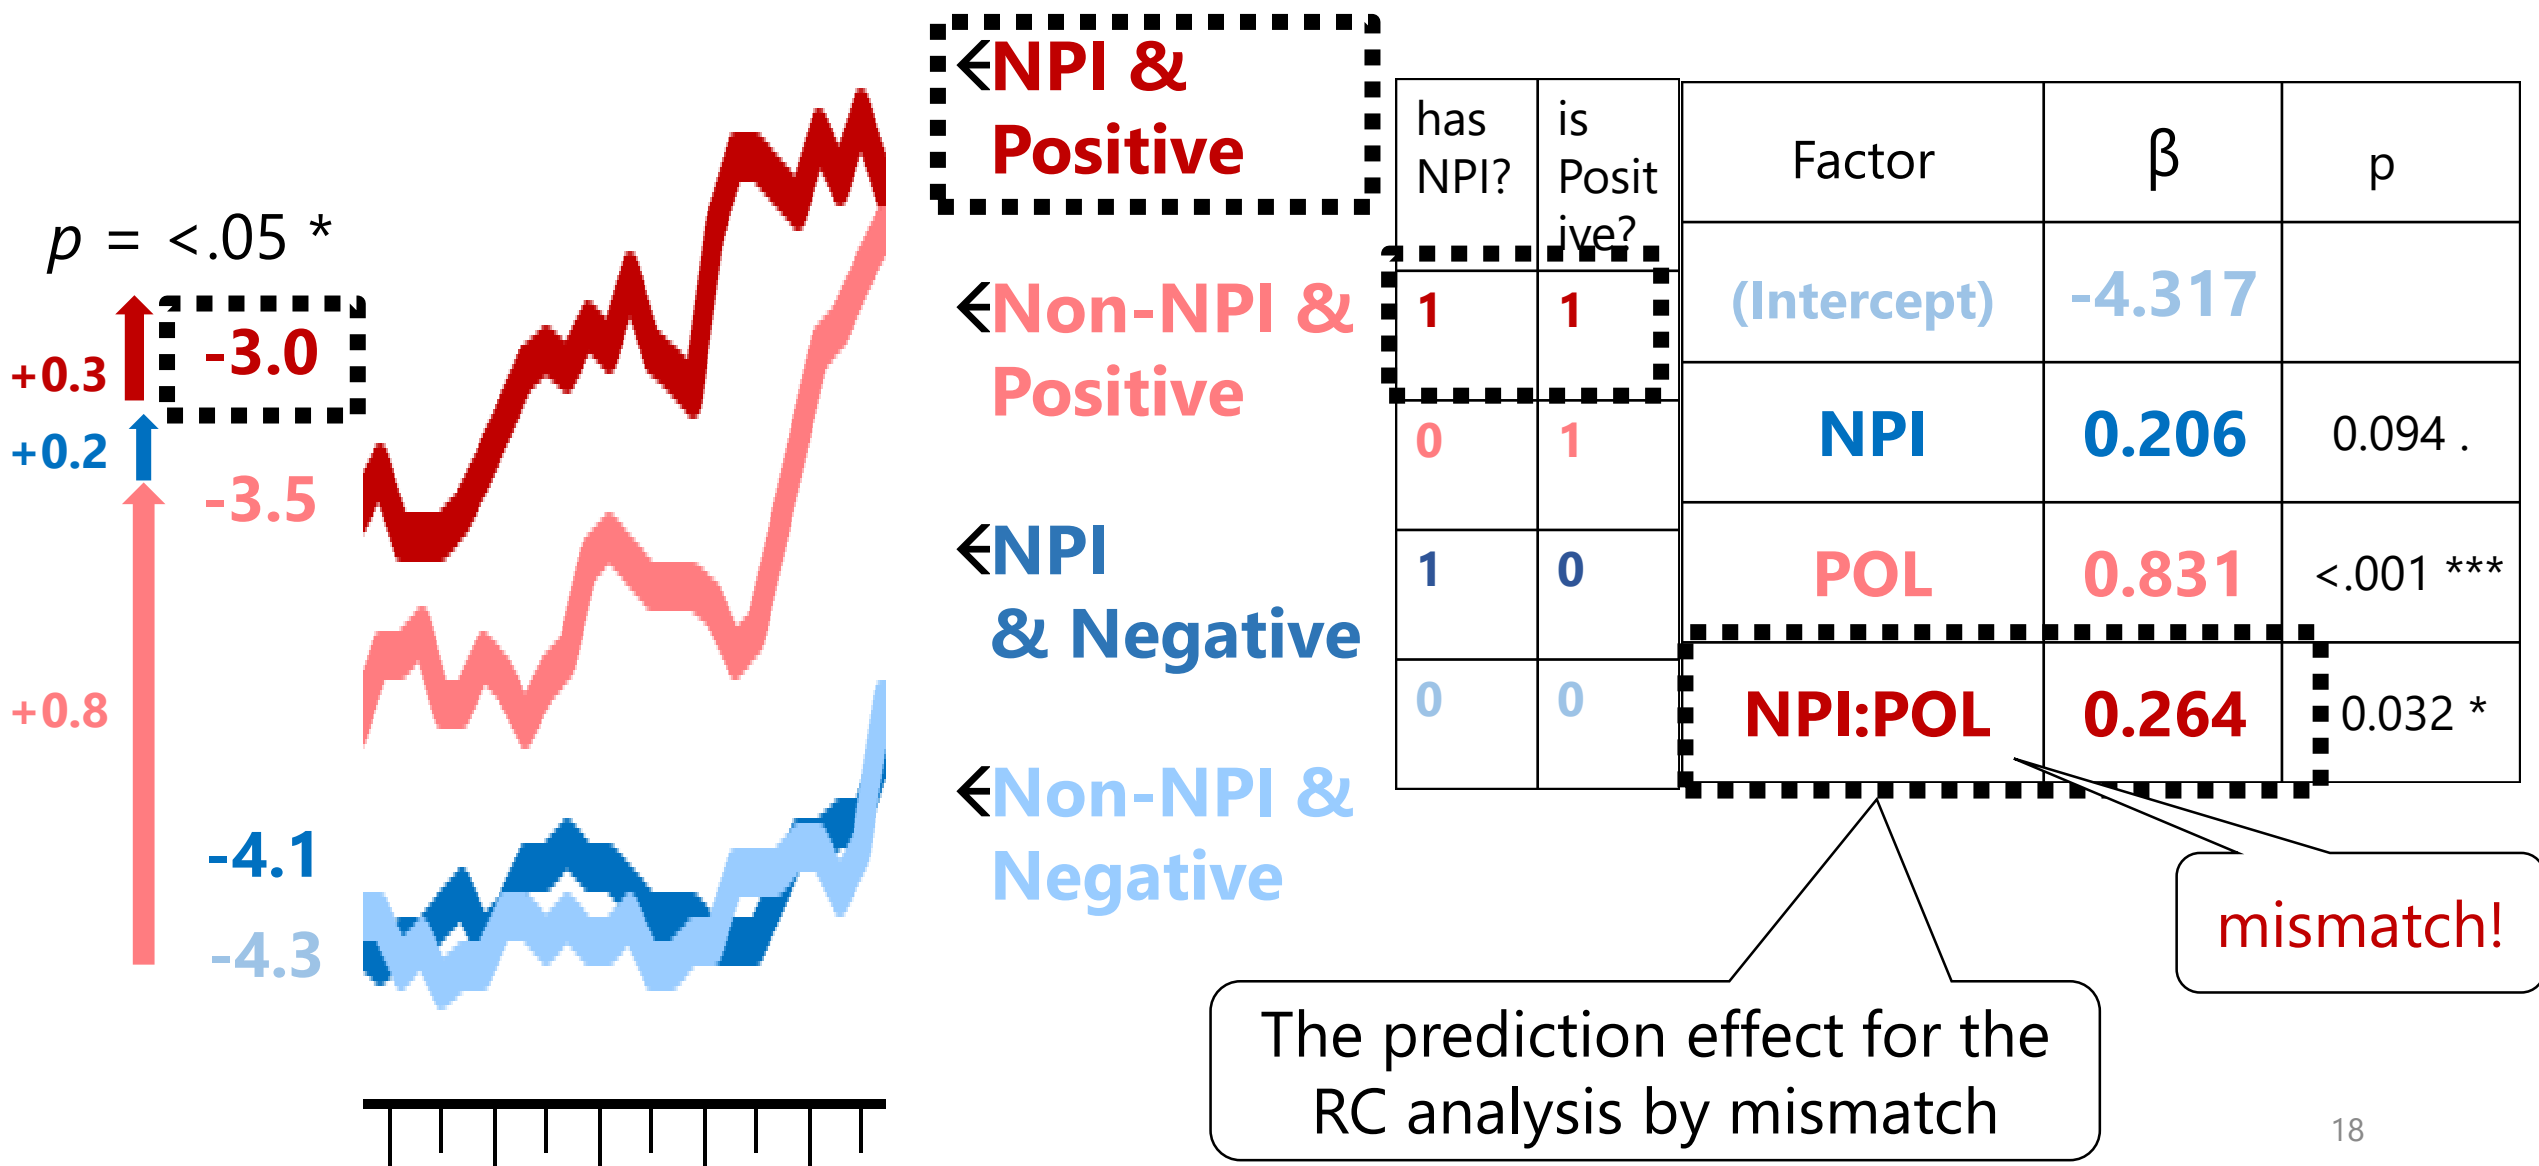 p = <.05 *
+0.3
-3.0
+0.2
-3.5
+0.8
-4.1
-4.3
←NPI &
Positive
←Non-NPI &
Positive
←NPI
& Negative
←Non-NPI &
Negative
has
NPI?
is
Posit
ive?
1 1
0 1
1 0
0 0
Factor β p
(Intercept) -4.317
NPI 0.206 0.094 .
POL 0.831 <.001 ***
NPI:POL 0.264 0.032 *
mismatch!
The prediction effect for the
RC analysis by mismatch
18